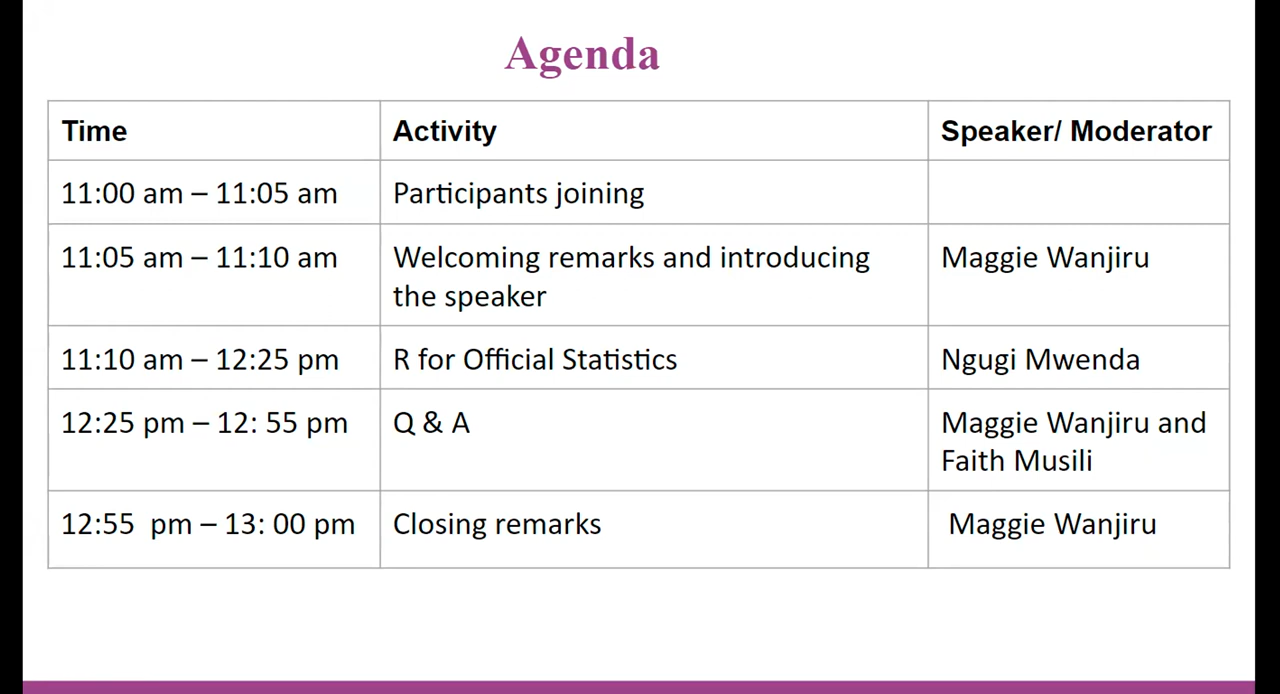 Agenda
Time Activity Speaker/ Moderator
11:00 am – 11:05 am Participants joining
11:05 am – 11:10 am Welcoming remarks and introducing Maggie Wanjiru
the speaker
11:10 am – 12:25 pm R for Official Statistics Ngugi Mwenda
12:25 pm – 12: 55 pm Q & A Maggie Wanjiru and
Faith Musili
12:55 pm – 13: 00 pm Closing remarks Maggie Wanjiru